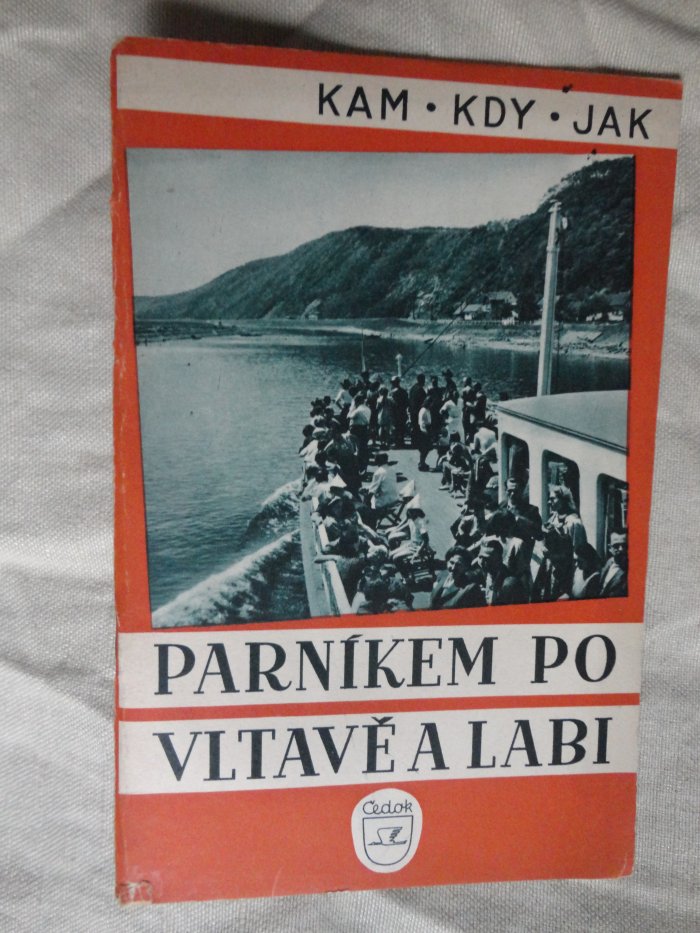 KAM · KDY · JAK
PARNÍKEM PO
VLTAVĚ A LABI
Čedok